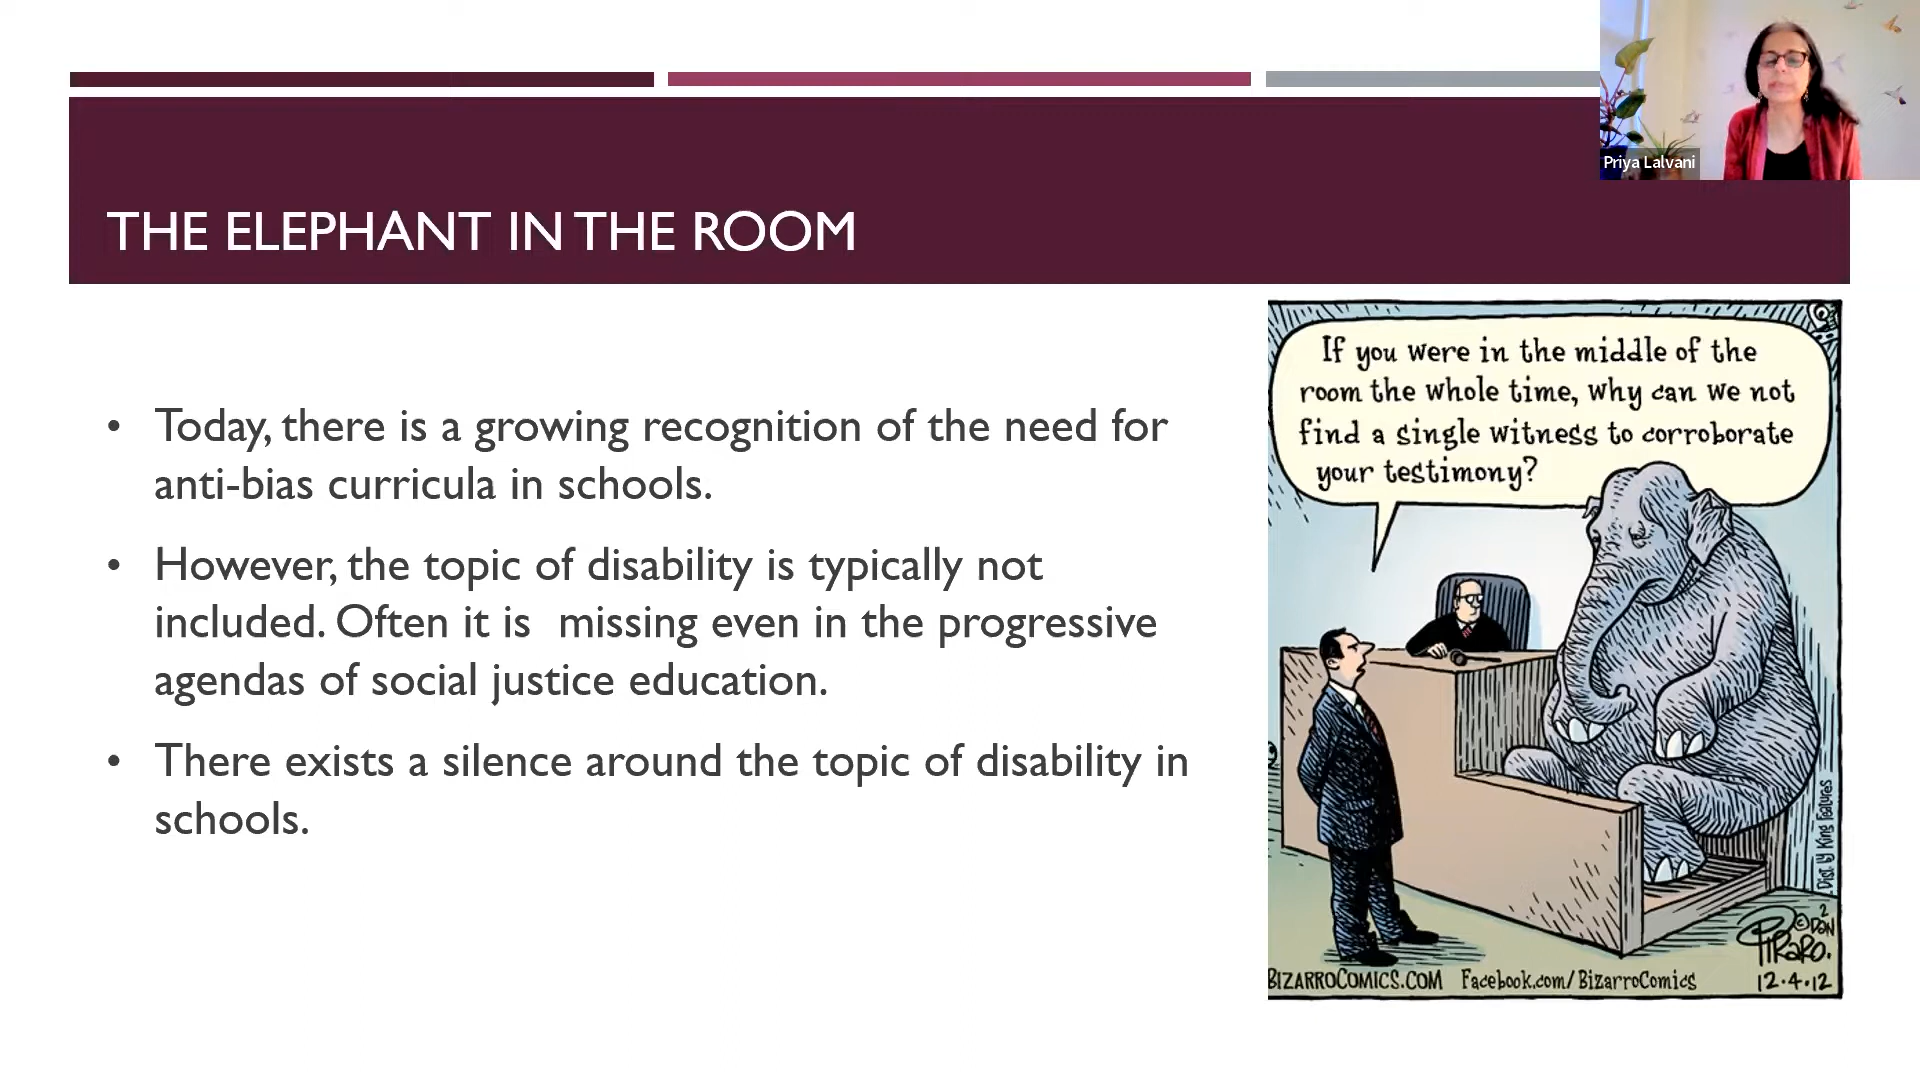 Priya Lalvani
THE ELEPHANT IN THE ROOM
• Today, there is a growing recognition of the need for
anti-bias curricula in schools.
• However, the topic of disability is typically not
included. Often it is  missing even in the progressive
agendas of social justice education.
• There exists a silence around the topic of disability in
schools.
If you were in the middle of the
room the whole time, why can we not
find a single witness to corroborate
your testimony?
Dist. by King Features
2
© DAN
PIRARO.
12.4.12
BIZARROCOMICS.COM Facebook.com/BizarroComics